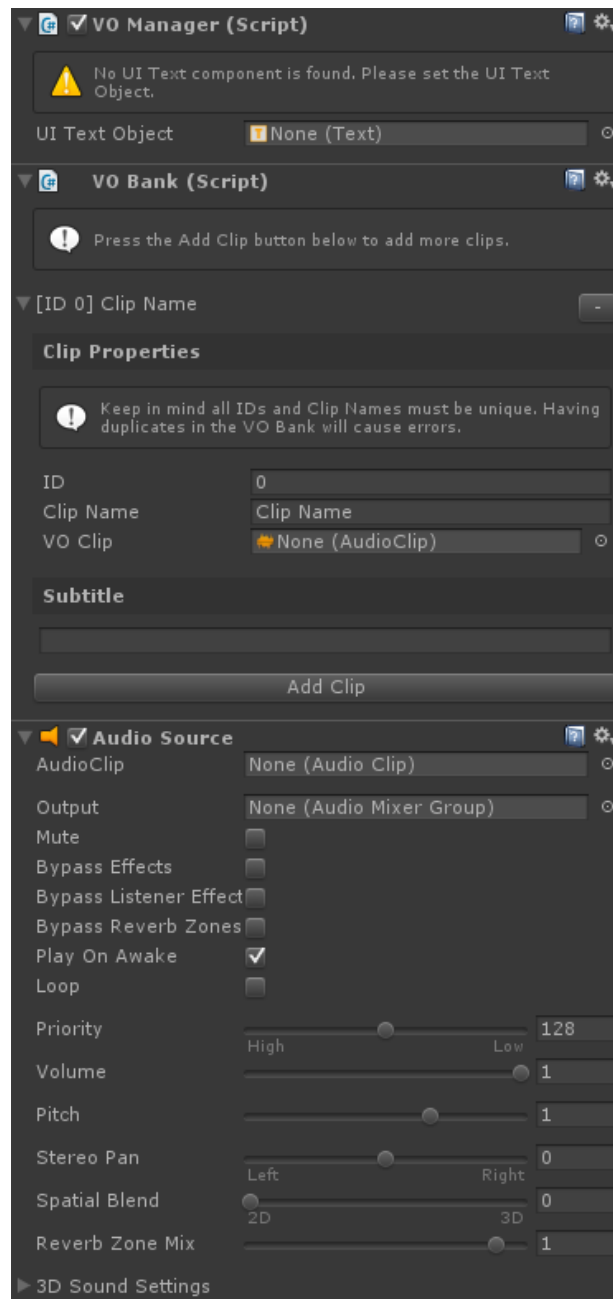 VO Manager (Script)
No UI Text component is found. Please set the UI Text
Object.
UI Text Object None (Text)
VO Bank (Script)
Press the Add Clip button below to add more clips.
[ID 0] Clip Name -
Clip Properties
Keep in mind all IDs and Clip Names must be unique. Having
duplicates in the VO Bank will cause errors.
ID 0
Clip Name Clip Name
VO Clip None (AudioClip)
Subtitle
Add Clip
Audio Source
AudioClip None (Audio Clip)
Output None (Audio Mixer Group)
Mute
Bypass Effects
Bypass Listener Effect
Bypass Reverb Zones
Play On Awake
Loop
Priority 128
High Low
Volume 1
Pitch 1
Stereo Pan 0
Left Right
Spatial Blend 0
2D 3D
Reverb Zone Mix 1
3D Sound Settings